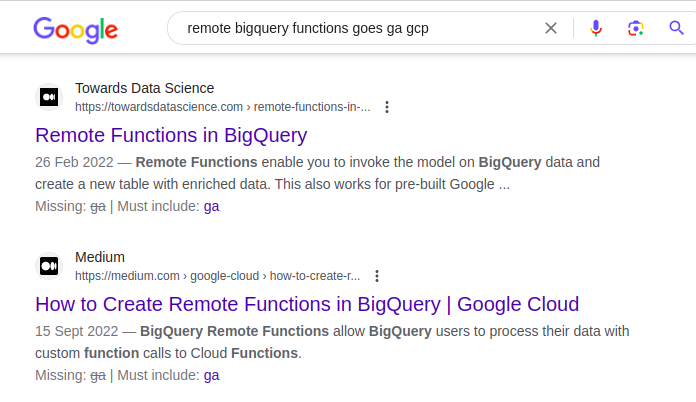 Google
remote bigquery functions goes ga gcp
Towards Data Science
https://towardsdatascience.com › remote-functions-in-...
Remote Functions in BigQuery
26 Feb 2022 — Remote Functions enable you to invoke the model on BigQuery data and
create a new table with enriched data. This also works for pre-built Google ...
Missing: ga | Must include: ga
Medium
https://medium.com › google-cloud › how-to-create-r...
How to Create Remote Functions in BigQuery | Google Cloud
15 Sept 2022 — BigQuery Remote Functions allow BigQuery users to process their data with
custom function calls to Cloud Functions.
Missing: ga | Must include: ga